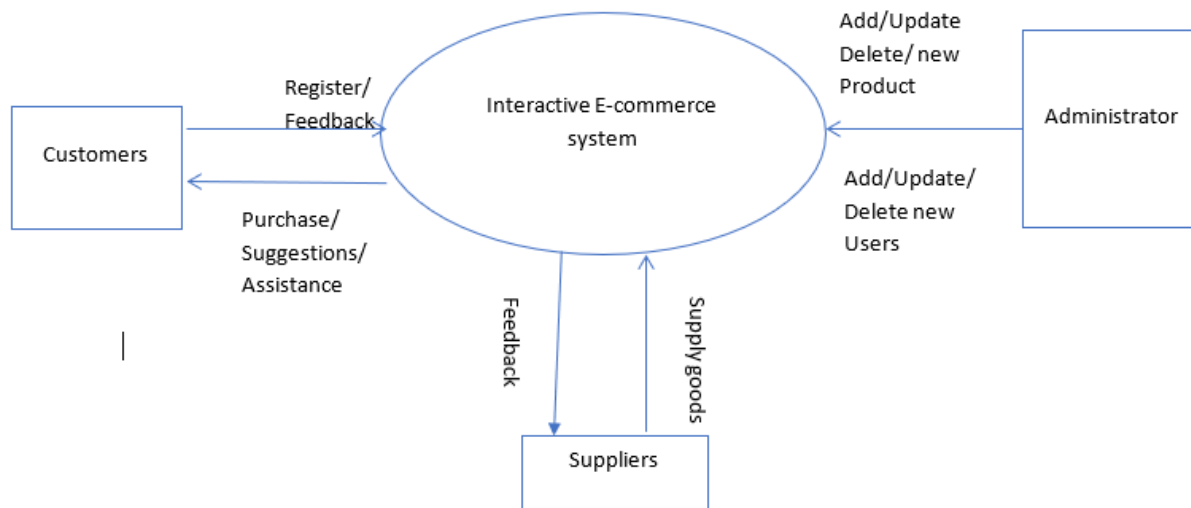 Add/Update
Delete/ new
Product
Register/
Feedback
Interactive E-commerce
system
Administrator
Customers
Add/Update/
Delete new
Users
Purchase/
Suggestions/
Assistance
Feedback
Supply goods
Suppliers